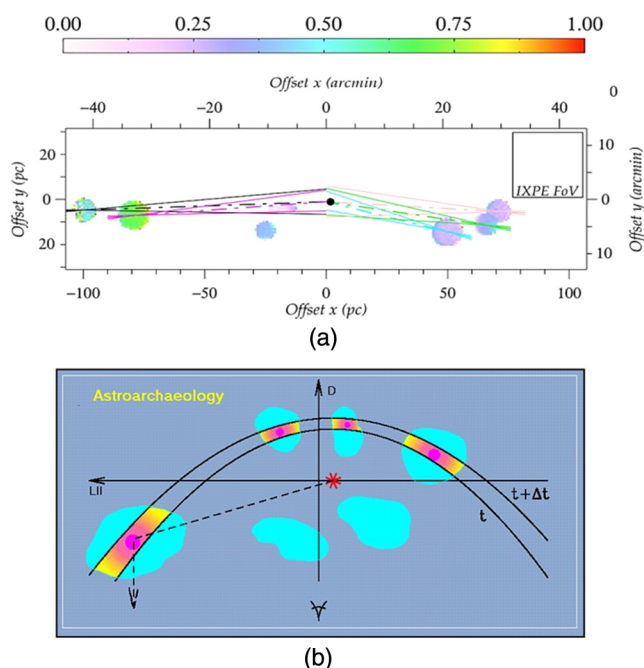 0.00 0.25 0.50 0.75 1.00
Offset x (arcmin)
−40 −20 0 20 40 0
20 0 20
Offset y (pc)
IXPE FoV
10 0 5 10
Offset y (arcmin)
−100 −50 0 50 100
Offset x (pc)
(a)
Astroarchaeology
D
LII
t+Δt
t
(b)